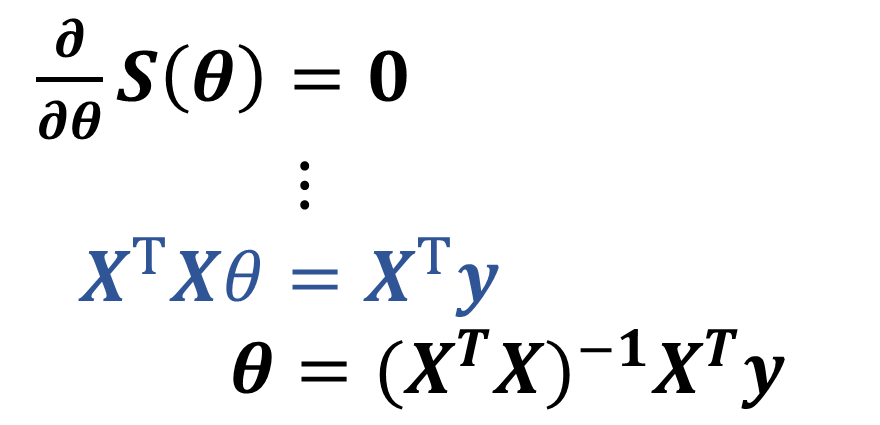 ∂/∂θ S(θ) = 0
⋮
XᵀXθ = Xᵀy
θ = (XᵀX)⁻¹Xᵀy